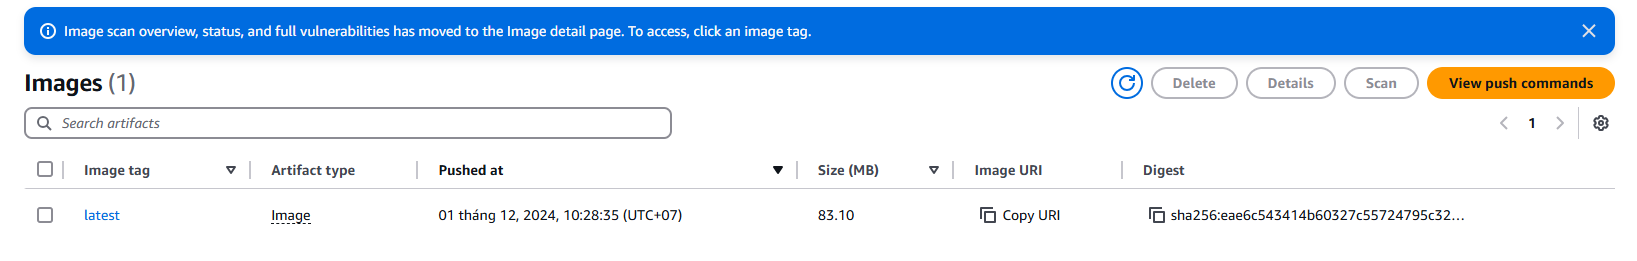 Image scan overview, status, and full vulnerabilities has moved to the Image detail page. To access, click an image tag.
Images (1)
Delete
Details
Scan
View push commands
Search artifacts
1
Image tag
Artifact type
Pushed at
Size (MB)
Image URI
Digest
latest
Image
01 tháng 12, 2024, 10:28:35 (UTC+07)
83.10
Copy URI
sha256:eae6c543414b60327c55724795c32...